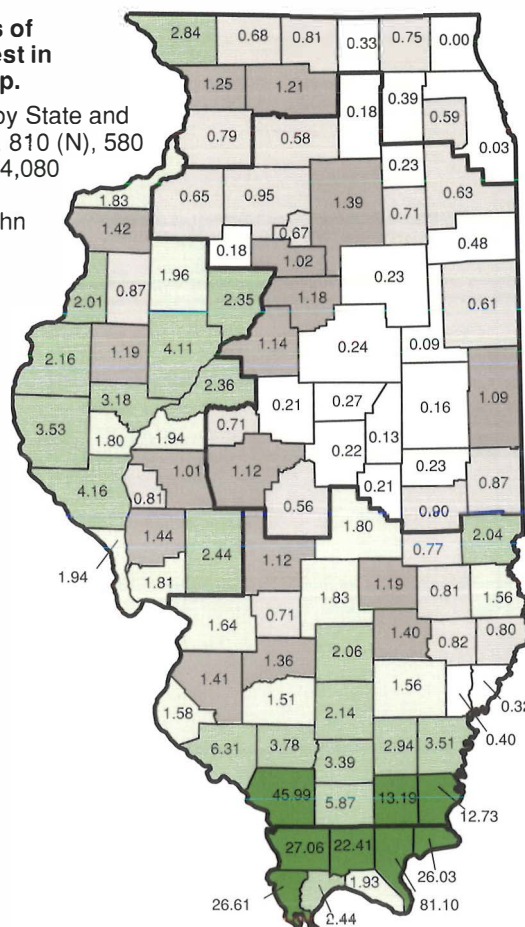 s of
est in
p.
by State and
810 (N), 580
4,080
hn
2.84 0.68 0.81 0.33 0.75 0.00
1.25 1.21 0.18 0.39 0.59 0.03
0.79 0.58 0.23
1.83 0.65 0.95 1.39 0.71 0.63
1.42 0.18 0.67 1.02 0.48
2.01 0.87 1.96 2.35 1.18 0.23 0.61
2.16 1.19 4.11 1.14 0.24 0.09
3.18 2.36 0.21 0.27 0.16 1.09
3.53 1.80 1.94 0.71 0.22 0.13
4.16 0.81 1.01 1.12 0.56 0.21 0.23 0.87
0.90
1.94 1.44 2.44 1.12 1.80 0.77 2.04
1.81 1.83 1.19 0.81 1.56
1.64 0.71 2.06 1.40 0.82 0.80
1.41 1.36 1.56 0.32
1.58 1.51 2.14 0.40
6.31 3.78 3.39 2.94 3.51
45.99 5.87 13.19 12.73
27.06 22.41 26.03
26.61 2.44 1.93 81.10